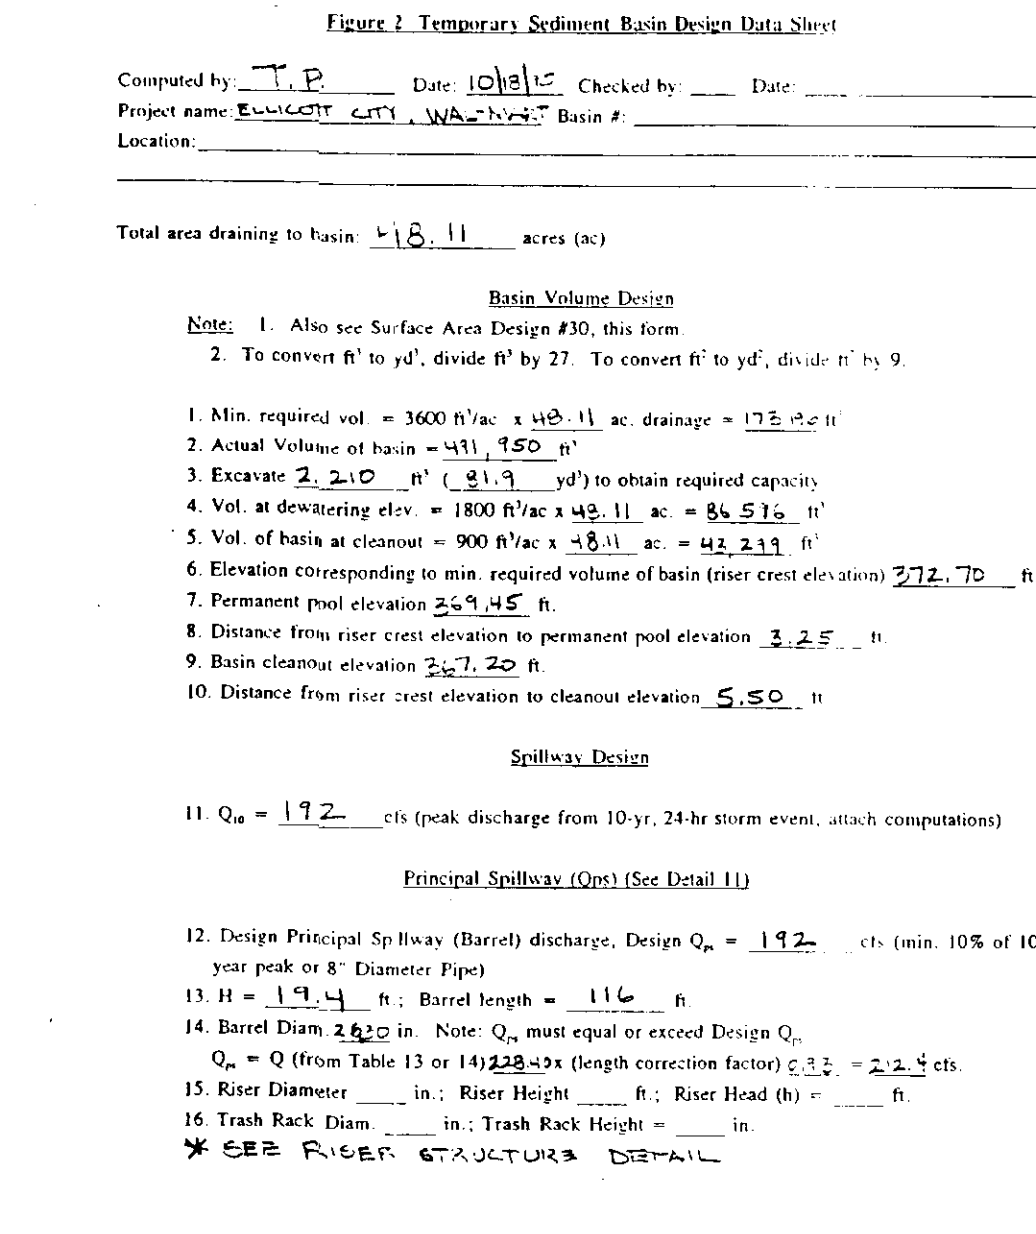 Figure 2 Temporary Sediment Basin Design Data Sheet
Computed by: T.P. Date: Checked by: Date:
Project name: ELLICOTT CITY, WAL-MART Basin #:
Location:
Total area draining to basin: 48.11 acres (ac)
Basin Volume Design
Note: 1. Also see Surface Area Design #30, this form.
2. To convert ft³ to yd³, divide ft³ by 27. To convert ft² to yd², divide ft² by 9.
1. Min. required vol. = 3600 ft³/ac x 48.11 ac. drainage = ft³
2. Actual Volume of basin = 431,950 ft³
3. Excavate 2,210 ft³ (81.9 yd³) to obtain required capacity
4. Vol. at dewatering elev. = 1800 ft³/ac x 48.11 ac. = ft³
5. Vol. of basin at cleanout = 900 ft³/ac x 48.11 ac. = ft³
6. Elevation corresponding to min. required volume of basin (riser crest elevation) 372.70 ft
7. Permanent pool elevation 369.45 ft.
8. Distance from riser crest elevation to permanent pool elevation 3.25 ft.
9. Basin cleanout elevation 367.20 ft.
10. Distance from riser crest elevation to cleanout elevation 5.50 ft
Spillway Design
11. Q₁₀ = 192 cfs (peak discharge from 10-yr, 24-hr storm event, attach computations)
Principal Spillway (Qps) (See Detail 11)
12. Design Principal Spillway (Barrel) discharge, Design Qps = 192 cfs (min. 10% of 10
year peak or 8" Diameter Pipe)
13. H = 19.4 ft.; Barrel length = 116 ft.
14. Barrel Diam. in. Note: Qps must equal or exceed Design Qps
Qps = Q (from Table 13 or 14) x (length correction factor) = cfs.
15. Riser Diameter in.; Riser Height ft.; Riser Head (h) = ft.
16. Trash Rack Diam. in.; Trash Rack Height = in.
* SEE RISER STRUCTURE DETAIL